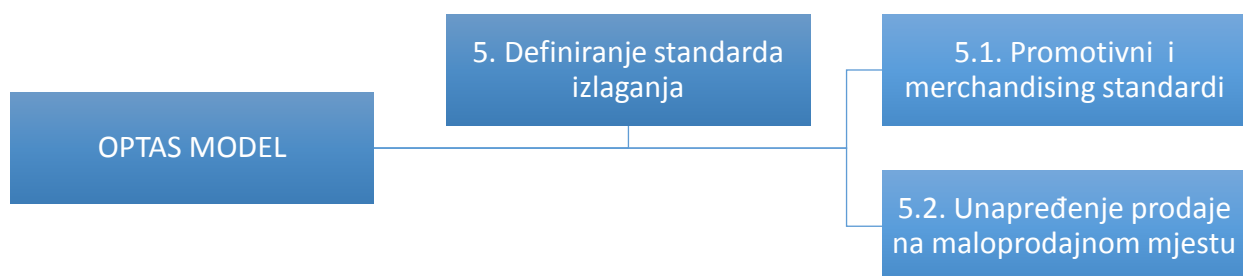 5. Definiranje standarda
izlaganja
5.1. Promotivni  i
merchandising standardi
OPTAS MODEL
5.2. Unapređenje prodaje
na maloprodajnom mjestu